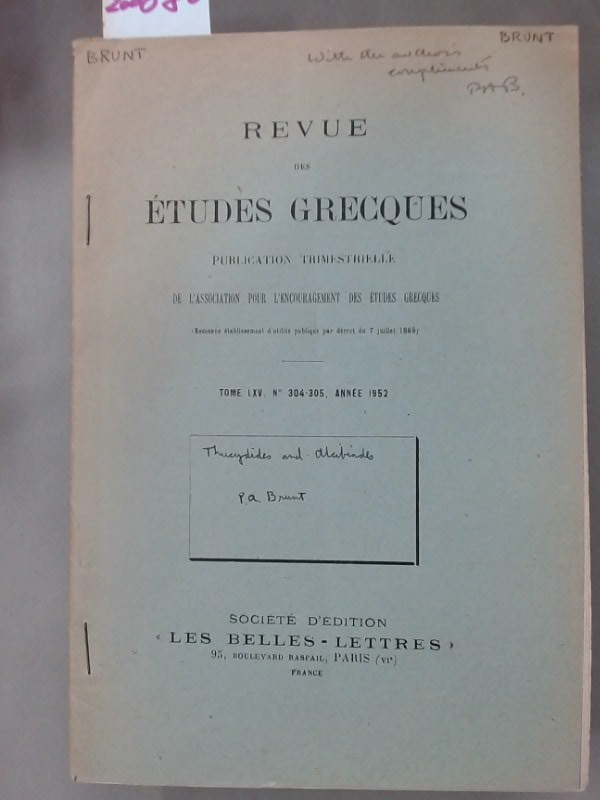 BRUNT
BRUNT
With the author's
compliments
PAB.
REVUE
DES
ÉTUDES GRECQUES
PUBLICATION TRIMESTRIELLE
DE L'ASSOCIATION POUR L'ENCOURAGEMENT DES ÉTUDES GRECQUES
(Reconnue établissement d'utilité publique par décret du 7 juillet 1869)
TOME LXV, N° 304-305, ANNÉE 1952
Thucydides and Alcibiades
P.A Brunt
SOCIÉTÉ D'ÉDITION
« LES BELLES-LETTRES »
95, BOULEVARD RASPAIL, PARIS (VIe)
FRANCE